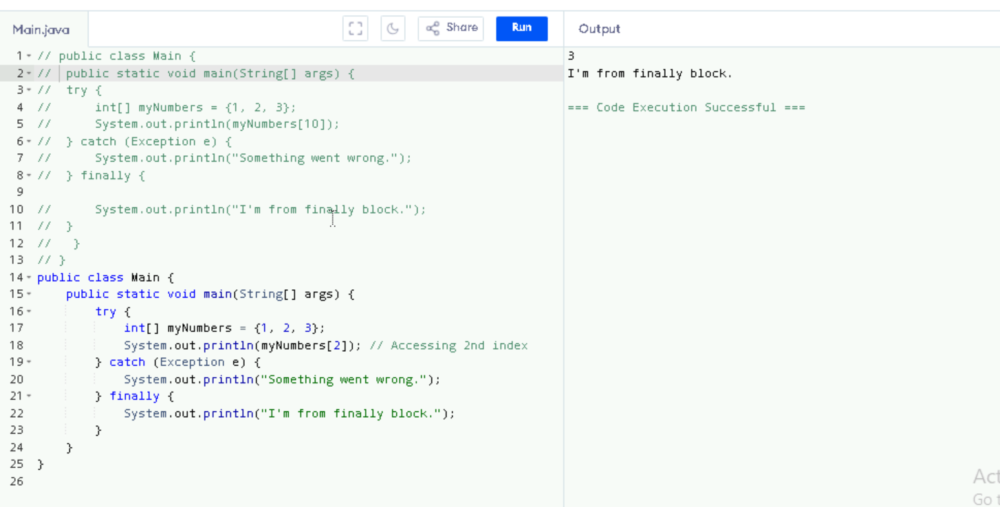 Main.java
Share
Run
1 // public class Main {
2 // public static void main(String[] args) {
3 // try {
4 // int[] myNumbers = {1, 2, 3};
5 // System.out.println(myNumbers[10]);
6 // } catch (Exception e) {
7 // System.out.println("Something went wrong.");
8 // } finally {
9
10 // System.out.println("I'm from finally block.");
11 // }
12 // }
13 // }
14 public class Main {
15 public static void main(String[] args) {
16 try {
17 int[] myNumbers = {1, 2, 3};
18 System.out.println(myNumbers[2]); // Accessing 2nd index
19 } catch (Exception e) {
20 System.out.println("Something went wrong.");
21 } finally {
22 System.out.println("I'm from finally block.");
23 }
24 }
25 }
26
Output
3
I'm from finally block.
=== Code Execution Successful ===
Go